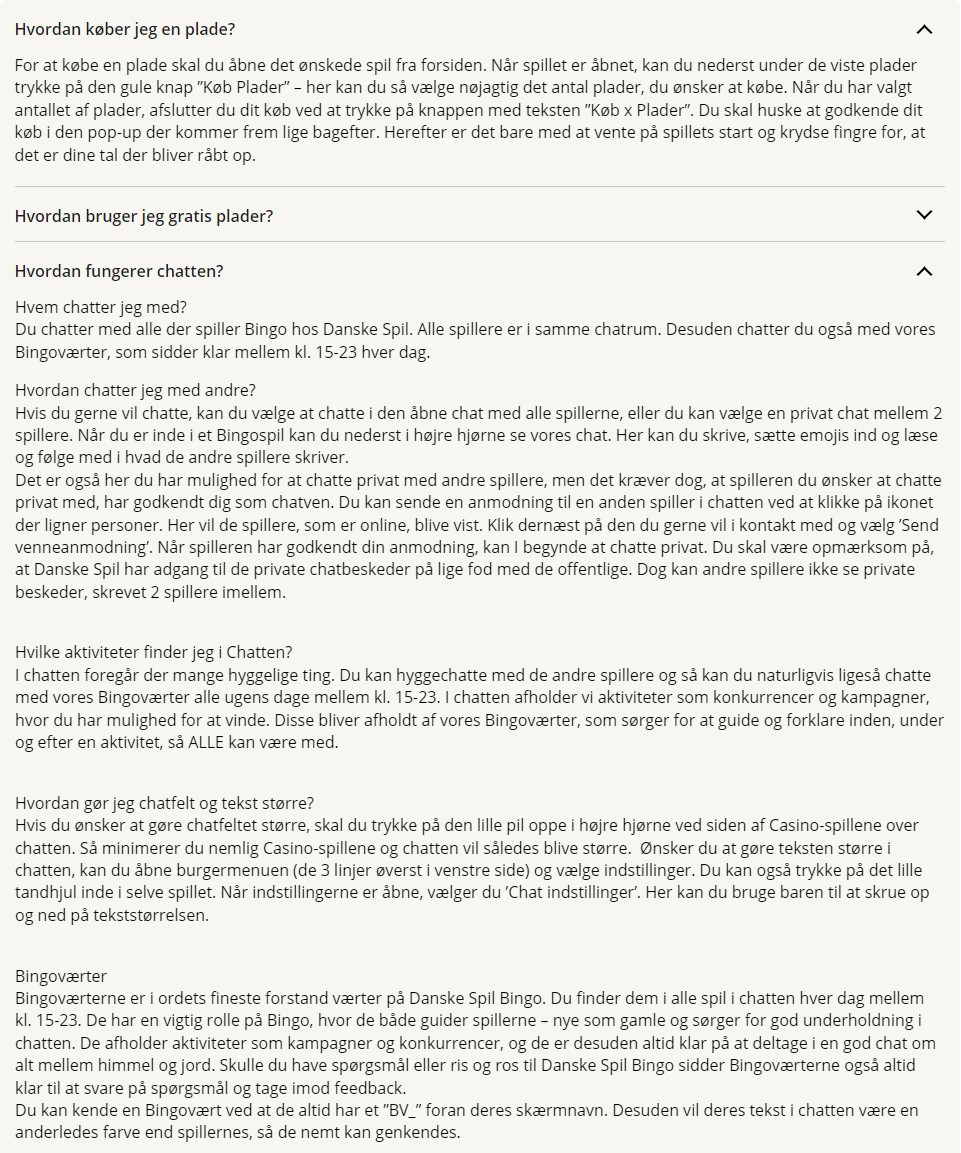 Hvordan køber jeg en plade?
For at købe en plade skal du åbne det ønskede spil fra forsiden. Når spillet er åbnet, kan du nederst under de viste plader
trykke på den gule knap ”Køb Plader” – her kan du så vælge nøjagtig det antal plader, du ønsker at købe. Når du har valgt
antallet af plader, afslutter du dit køb ved at trykke på knappen med teksten ”Køb x Plader”. Du skal huske at godkende dit
køb i den pop-up der kommer frem lige bagefter. Herefter er det bare med at vente på spillets start og krydse fingre for, at
det er dine tal der bliver råbt op.
Hvordan bruger jeg gratis plader?
Hvordan fungerer chatten?
Hvem chatter jeg med?
Du chatter med alle der spiller Bingo hos Danske Spil. Alle spillere er i samme chatrum. Desuden chatter du også med vores
Bingoværter, som sidder klar mellem kl. 15-23 hver dag.
Hvordan chatter jeg med andre?
Hvis du gerne vil chatte, kan du vælge at chatte i den åbne chat med alle spillerne, eller du kan vælge en privat chat mellem 2
spillere. Når du er inde i et Bingospil kan du nederst i højre hjørne se vores chat. Her kan du skrive, sætte emojis ind og læse
og følge med i hvad de andre spillere skriver.
Det er også her du har mulighed for at chatte privat med andre spillere, men det kræver dog, at spilleren du ønsker at chatte
privat med, har godkendt dig som chatven. Du kan sende en anmodning til en anden spiller i chatten ved at klikke på ikonet
der ligner personer. Her vil de spillere, som er online, blive vist. Klik dernæst på den du gerne vil i kontakt med og vælg ’Send
venneanmodning’. Når spilleren har godkendt din anmodning, kan I begynde at chatte privat. Du skal være opmærksom på,
at Danske Spil har adgang til de private chatbeskeder på lige fod med de offentlige. Dog kan andre spillere ikke se private
beskeder, skrevet 2 spillere imellem.
Hvilke aktiviteter finder jeg i Chatten?
I chatten foregår der mange hyggelige ting. Du kan hyggechatte med de andre spillere og så kan du naturligvis ligeså chatte
med vores Bingoværter alle ugens dage mellem kl. 15-23. I chatten afholder vi aktiviteter som konkurrencer og kampagner,
hvor du har mulighed for at vinde. Disse bliver afholdt af vores Bingoværter, som sørger for at guide og forklare inden, under
og efter en aktivitet, så ALLE kan være med.
Hvordan gør jeg chatfelt og tekst større?
Hvis du ønsker at gøre chatfeltet større, skal du trykke på den lille pil oppe i højre hjørne ved siden af Casino-spillene over
chatten. Så minimerer du nemlig Casino-spillene og chatten vil således blive større.  Ønsker du at gøre teksten større i
chatten, kan du åbne burgermenuen (de 3 linjer øverst i venstre side) og vælge indstillinger. Du kan også trykke på det lille
tandhjul inde i selve spillet. Når indstillingerne er åbne, vælger du ’Chat indstillinger’. Her kan du bruge baren til at skrue op
og ned på tekststørrelsen.
Bingoværter
Bingoværterne er i ordets fineste forstand værter på Danske Spil Bingo. Du finder dem i alle spil i chatten hver dag mellem
kl. 15-23. De har en vigtig rolle på Bingo, hvor de både guider spillerne – nye som gamle og sørger for god underholdning i
chatten. De afholder aktiviteter som kampagner og konkurrencer, og de er desuden altid klar på at deltage i en god chat om
alt mellem himmel og jord. Skulle du have spørgsmål eller ris og ros til Danske Spil Bingo sidder Bingoværterne også altid
klar til at svare på spørgsmål og tage imod feedback.
Du kan kende en Bingovært ved at de altid har et ”BV_” foran deres skærmnavn. Desuden vil deres tekst i chatten være en
anderledes farve end spillernes, så de nemt kan genkendes.